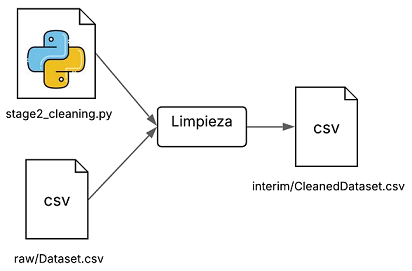 stage2_cleaning.py
Limpieza
CSV
interim/CleanedDataset.csv
CSV
raw/Dataset.csv